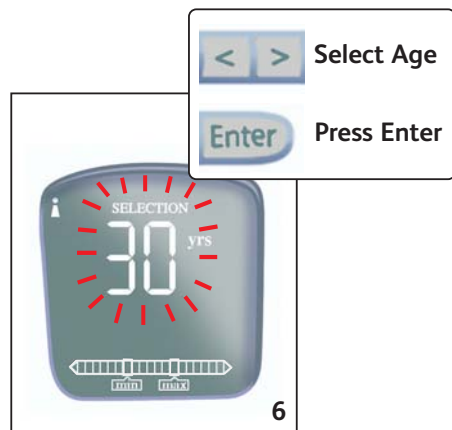 < > Select Age
Enter Press Enter
SELECTION
30 yrs
min max
6